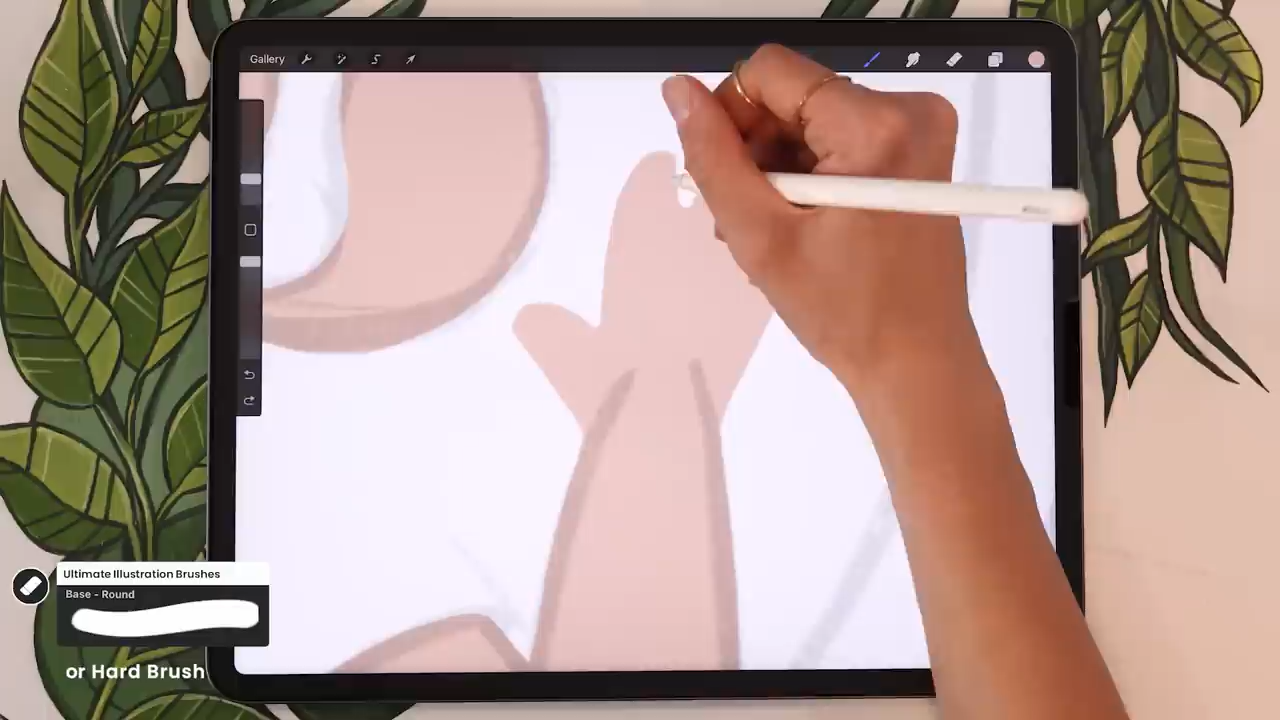 Gallery
Ultimate Illustration Brushes
Base - Round
or Hard Brush